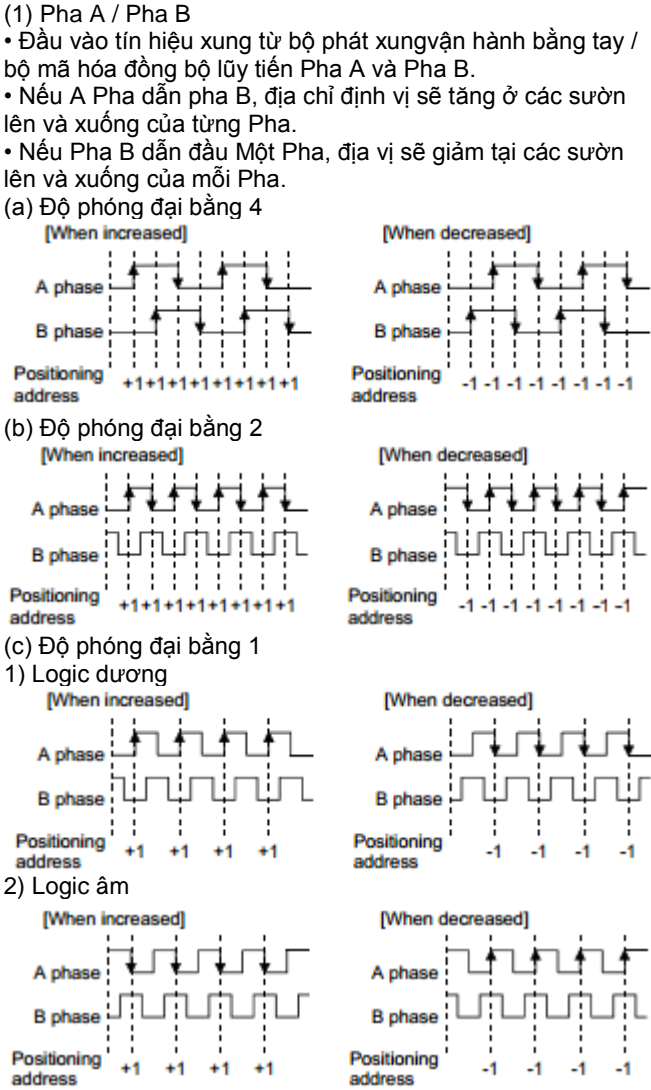 (1) Pha A / Pha B
• Đầu vào tín hiệu xung từ bộ phát xungvận hành bằng tay /
bộ mã hóa đồng bộ lũy tiến Pha A và Pha B.
• Nếu A Pha dẫn pha B, địa chỉ định vị sẽ tăng ở các sườn
lên và xuống của từng Pha.
• Nếu Pha B dẫn đầu Một Pha, địa vị sẽ giảm tại các sườn
lên và xuống của mỗi Pha.
(a) Độ phóng đại bằng 4
[When increased] [When decreased]
A phase A phase
B phase B phase
Positioning address +1+1+1+1+1+1+1+1 Positioning address -1 -1 -1 -1 -1 -1 -1 -1
(b) Độ phóng đại bằng 2
[When increased] [When decreased]
A phase A phase
B phase B phase
Positioning address +1+1+1+1+1+1+1+1 Positioning address -1 -1 -1 -1 -1 -1 -1 -1
(c) Độ phóng đại bằng 1
1) Logic dương
[When increased] [When decreased]
A phase A phase
B phase B phase
Positioning address +1 +1 +1 +1 Positioning address -1 -1 -1 -1
2) Logic âm
[When increased] [When decreased]
A phase A phase
B phase B phase
Positioning address +1 +1 +1 +1 Positioning address -1 -1 -1 -1